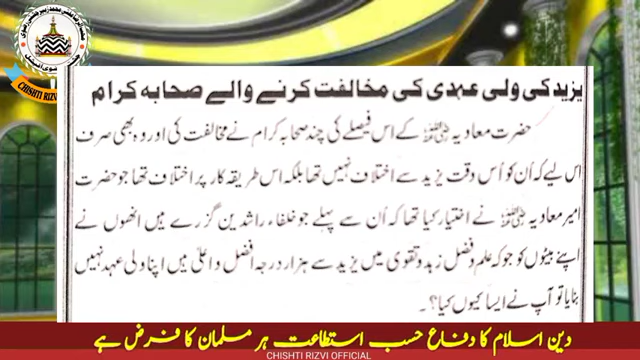 CHISHTI RIZVI
یزید کی ولی عہدی کی مخالفت کرنے والے صحابہ کرام
حضرت معاویہ رضی اللہ عنہ کے اس فیصلے کی چند صحابہ کرام نے مخالفت کی اور وہ بھی صرف
اس لیے کہ اُن کو اُس وقت یزید سے اختلاف نہیں تھا بلکہ اس طریقہ کار پر اختلاف تھا جو حضرت
امیر معاویہ رضی اللہ عنہ نے اختیار کیا تھا کہ اُن سے پہلے جو خلفاء راشدین گزرے ہیں انھوں نے
اپنے بیٹوں کو جو کہ علم و فضل زہد و تقویٰ میں یزید سے ہزار درجہ افضل و اعلیٰ ہیں اپنا ولی عہد نہیں
بنایا تو آپ نے ایسا کیوں کیا؟۔
دین اسلام کا دفاع حسب استطاعت ہر مسلمان کا فرض ہے
CHISHTI RIZVI OFFICIAL